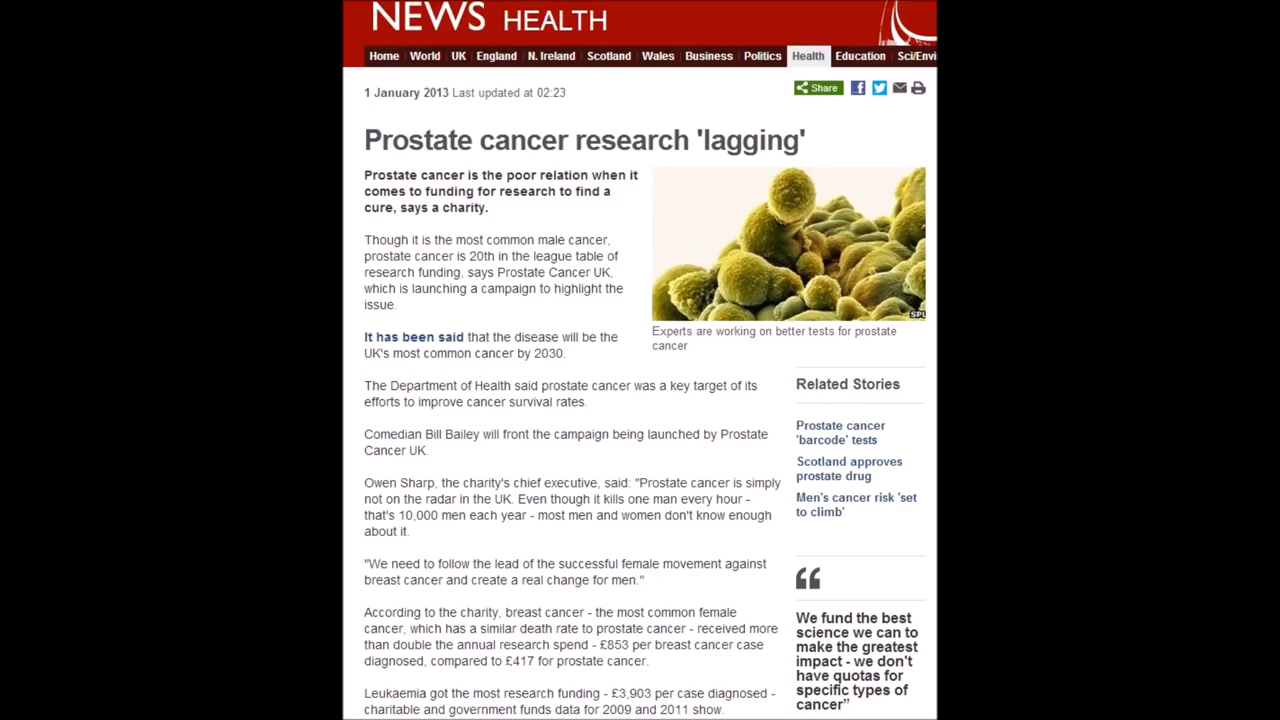 NEWS HEALTH
Home World UK England N. Ireland Scotland Wales Business Politics Health Education Sci/Envi
1 January 2013 Last updated at 02:23
Share
Prostate cancer research 'lagging'
Prostate cancer is the poor relation when it
comes to funding for research to find a
cure, says a charity.
Though it is the most common male cancer,
prostate cancer is 20th in the league table of
research funding, says Prostate Cancer UK,
which is launching a campaign to highlight the
issue.
It has been said that the disease will be the
UK's most common cancer by 2030.
The Department of Health said prostate cancer was a key target of its
efforts to improve cancer survival rates.
Comedian Bill Bailey will front the campaign being launched by Prostate
Cancer UK.
Owen Sharp, the charity's chief executive, said: "Prostate cancer is simply
not on the radar in the UK. Even though it kills one man every hour -
that's 10,000 men each year - most men and women don't know enough
about it.
"We need to follow the lead of the successful female movement against
breast cancer and create a real change for men."
According to the charity, breast cancer - the most common female
cancer, which has a similar death rate to prostate cancer - received more
than double the annual research spend - £853 per breast cancer case
diagnosed, compared to £417 for prostate cancer.
Leukaemia got the most research funding - £3,903 per case diagnosed -
charitable and government funds data for 2009 and 2011 show.
SPL
Experts are working on better tests for prostate
cancer
Related Stories
Prostate cancer
'barcode' tests
Scotland approves
prostate drug
Men's cancer risk 'set
to climb'
“
We fund the best
science we can to
make the greatest
impact - we don't
have quotas for
specific types of
cancer”